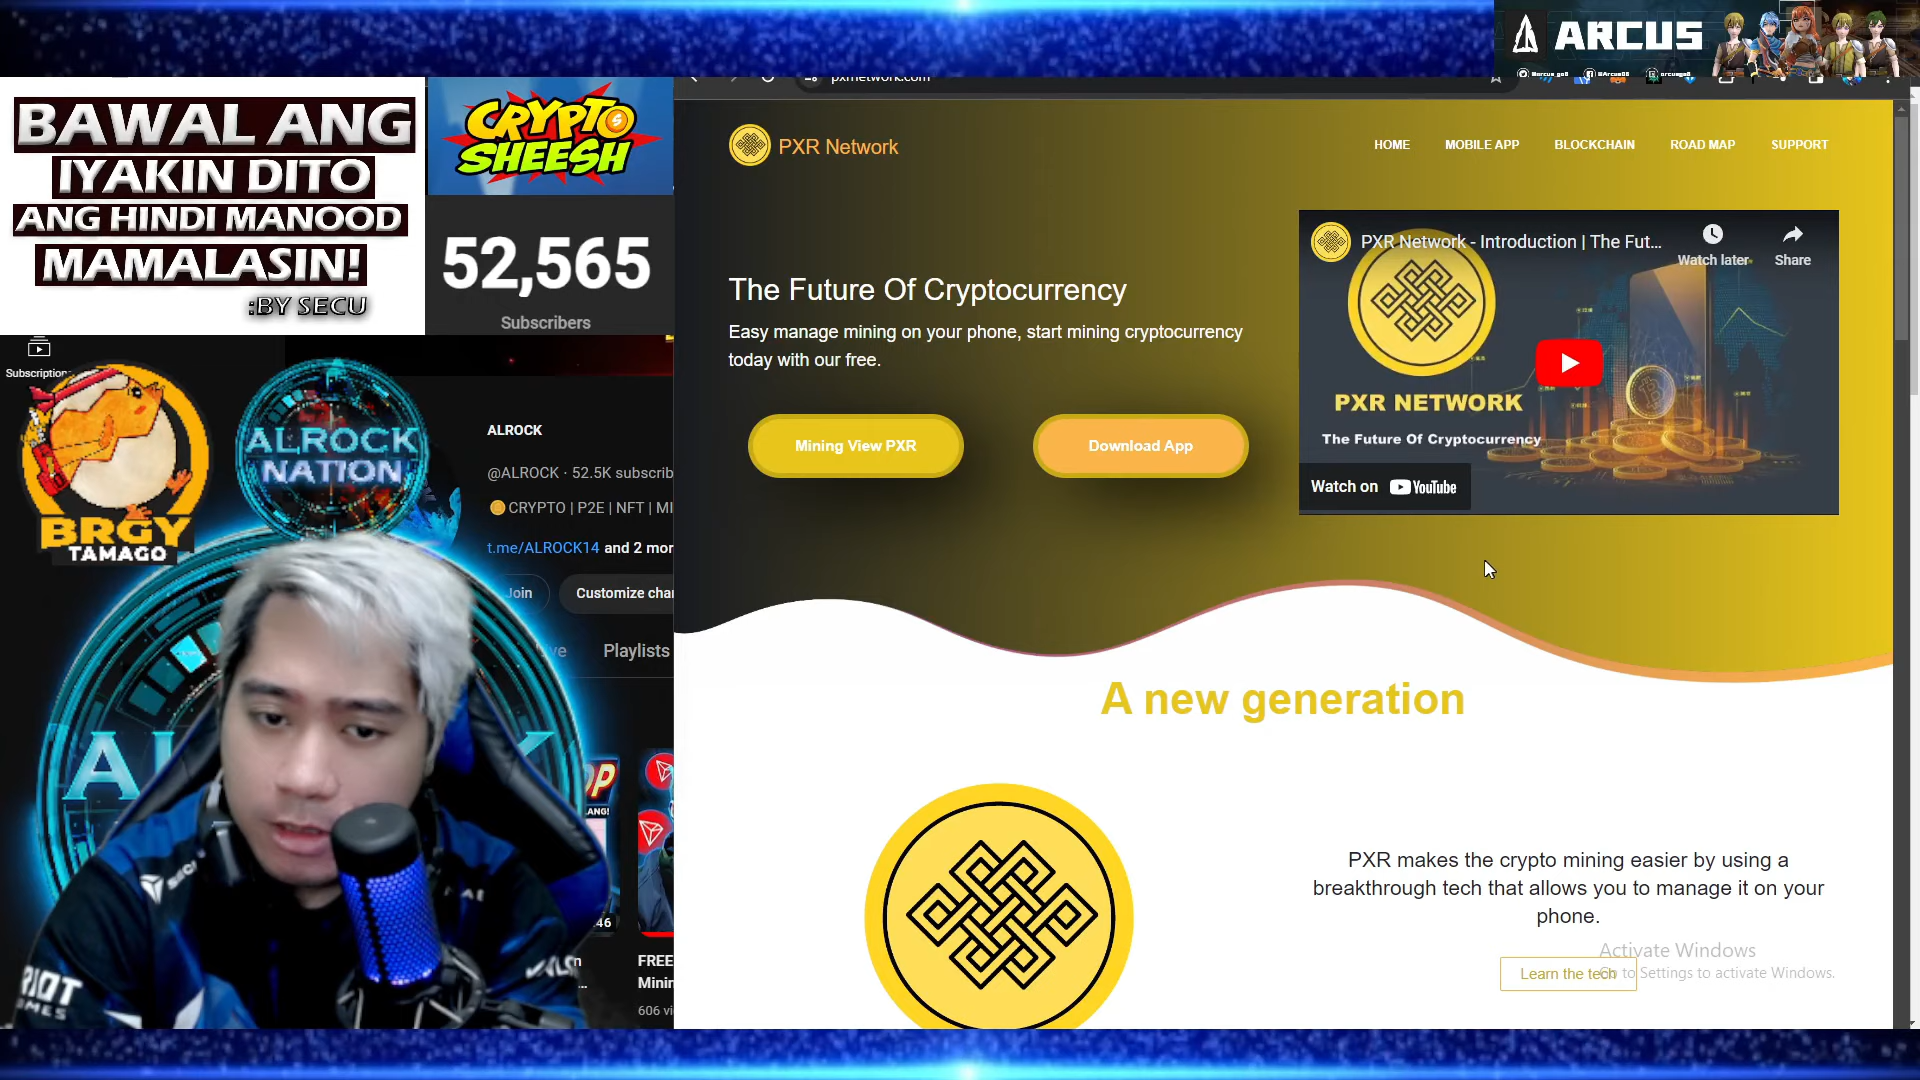 ARCUS
@arcus_gg8
@Arcus88
arcusgg8
BAWAL ANG
IYAKIN DITO
ANG HINDI MANOOD
MAMALASIN!
:BY SECU
CRYPTO
SHEESH
52,565
Subscribers
pxrnetwork.com
PXR Network
HOME
MOBILE APP
BLOCKCHAIN
ROAD MAP
SUPPORT
The Future Of Cryptocurrency
Easy manage mining on your phone, start mining cryptocurrency
today with our free.
Mining View PXR
Download App
PXR Network - Introduction | The Fut...
Watch later
Share
PXR NETWORK
The Future Of Cryptocurrency
Watch on YouTube
Subscription
BRGY
TAMAGO
ALROCK
NATION
ALROCK
@ALROCK · 52.5K subscrib
CRYPTO | P2E | NFT | MI
t.me/ALROCK14 and 2 mor
Join
Customize chan
Playlists
A new generation
PXR makes the crypto mining easier by using a
breakthrough tech that allows you to manage it on your
phone.
Learn the tech
Activate Windows
Go to Settings to activate Windows.
FREE
Minin
606 vi